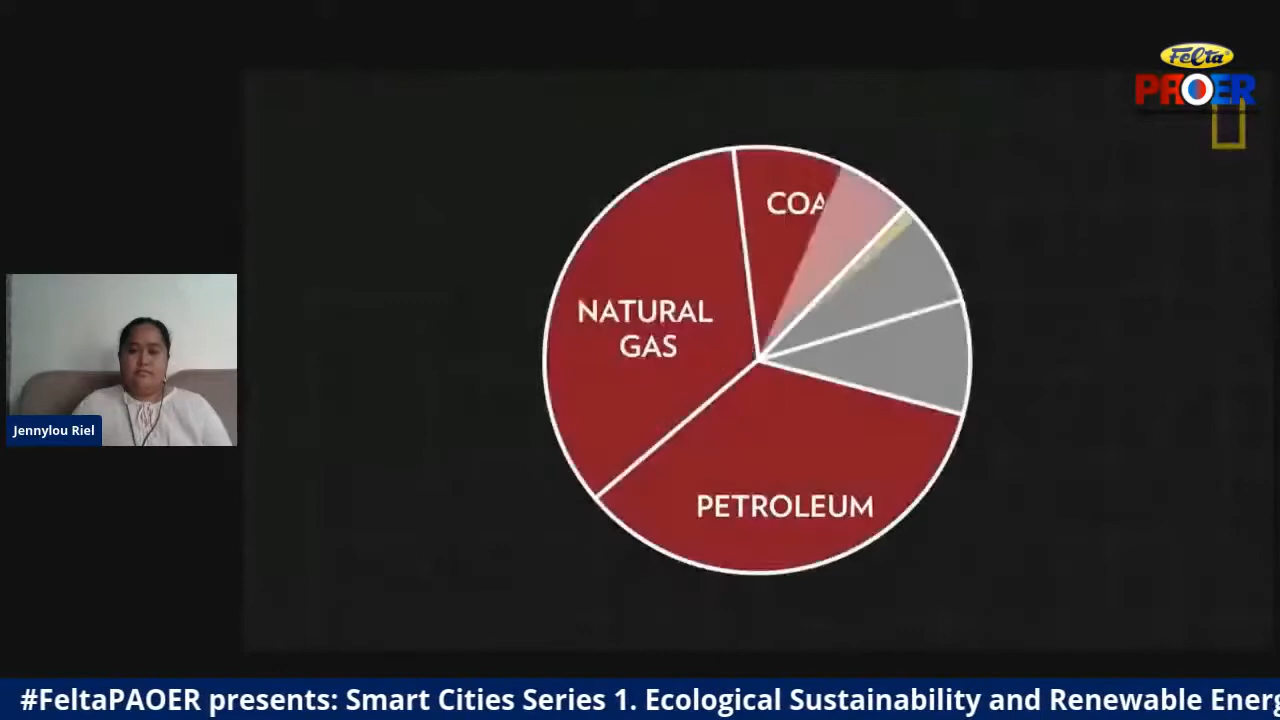 Felta
PAOER
COA
NATURAL
GAS
PETROLEUM
Jennylou Riel
#FeltaPAOER presents: Smart Cities Series 1. Ecological Sustainability and Renewable Energ